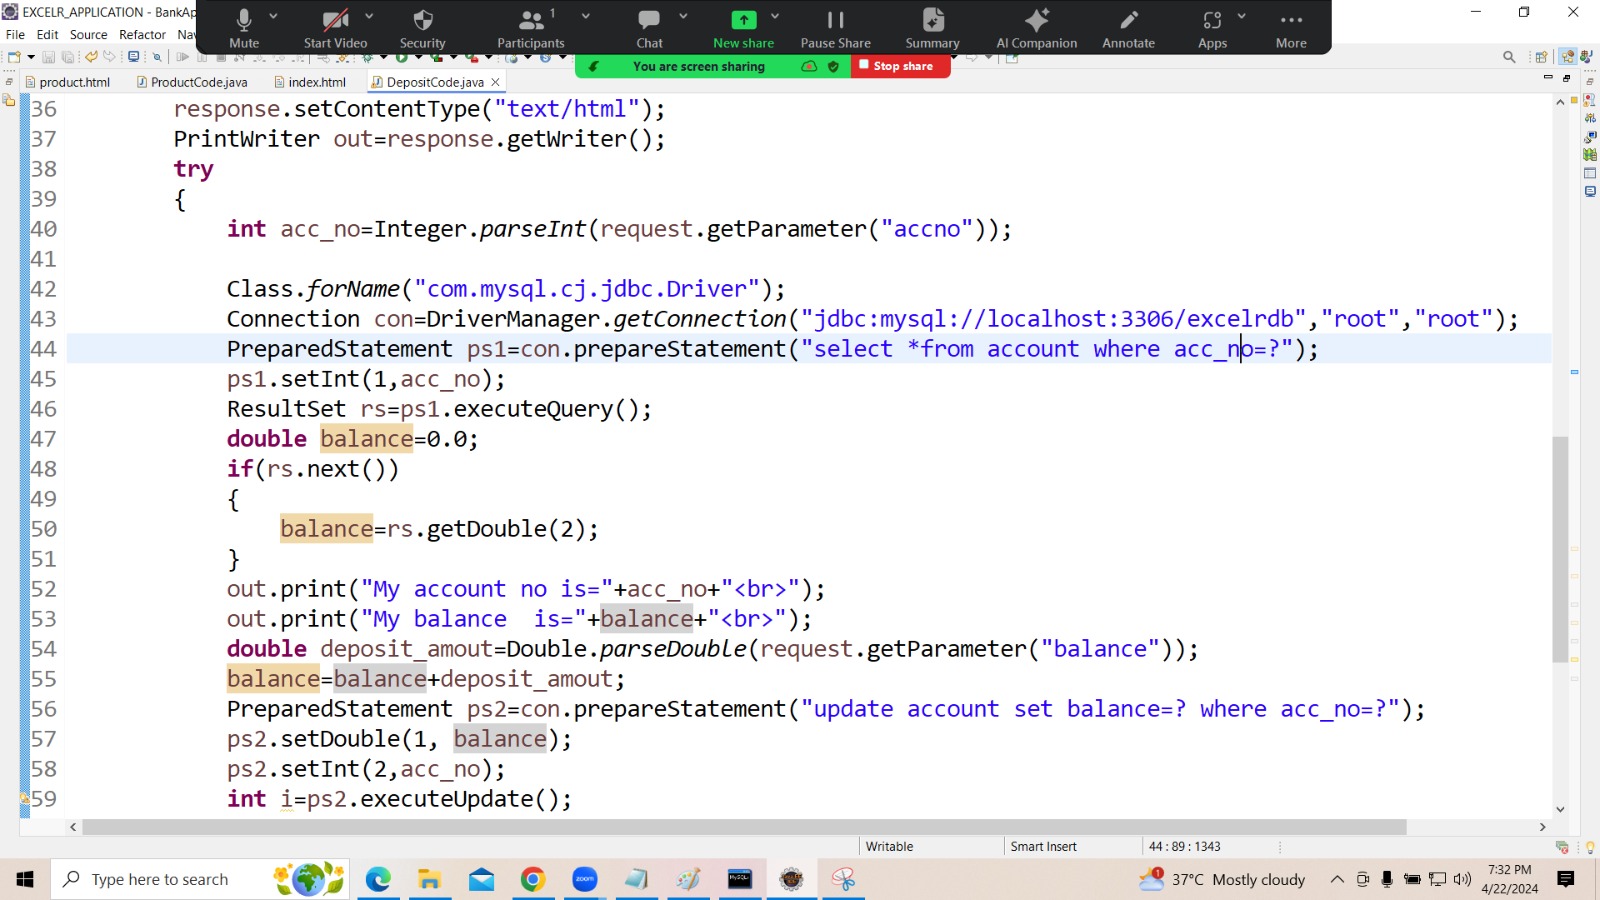 EXCELR_APPLICATION - BankAp
File Edit Source Refactor Nav
Mute
Start Video
Security
Participants
1
Chat
New share
Pause Share
Summary
AI Companion
Annotate
Apps
More
You are screen sharing
Stop share
product.html
ProductCode.java
index.html
DepositCode.java
36 response.setContentType("text/html");
37 PrintWriter out=response.getWriter();
38 try
39 {
40 int acc_no=Integer.parseInt(request.getParameter("accno"));
41
42 Class.forName("com.mysql.cj.jdbc.Driver");
43 Connection con=DriverManager.getConnection("jdbc:mysql://localhost:3306/excelrdb","root","root");
44 PreparedStatement ps1=con.prepareStatement("select *from account where acc_no=?");
45 ps1.setInt(1,acc_no);
46 ResultSet rs=ps1.executeQuery();
47 double balance=0.0;
48 if(rs.next())
49 {
50 balance=rs.getDouble(2);
51 }
52 out.print("My account no is="+acc_no+"<br>");
53 out.print("My balance  is="+balance+"<br>");
54 double deposit_amout=Double.parseDouble(request.getParameter("balance"));
55 balance=balance+deposit_amout;
56 PreparedStatement ps2=con.prepareStatement("update account set balance=? where acc_no=?");
57 ps2.setDouble(1, balance);
58 ps2.setInt(2,acc_no);
59 int i=ps2.executeUpdate();
Writable
Smart Insert
44 : 89 : 1343
Type here to search
zoom
MySQL
1
37°C Mostly cloudy
7:32 PM
4/22/2024